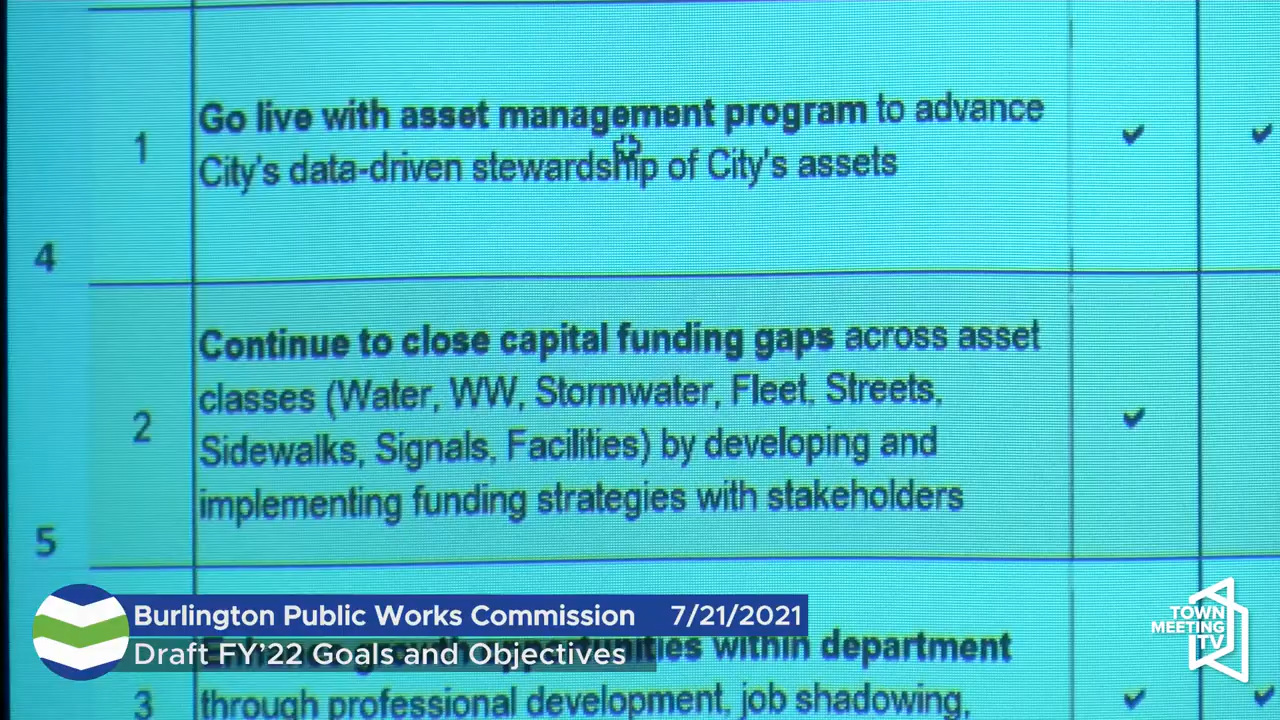 1
Go live with asset management program to advance
City's data-driven stewardship of City's assets
4
2
Continue to close capital funding gaps across asset
classes (Water, WW, Stormwater, Fleet, Streets,
Sidewalks, Signals, Facilities) by developing and
implementing funding strategies with stakeholders
5
Burlington Public Works Commission 7/21/2021
Draft FY'22 Goals and Objectives
within department
3
through professional development, job shadowing,
TOWN
MEETING
TV